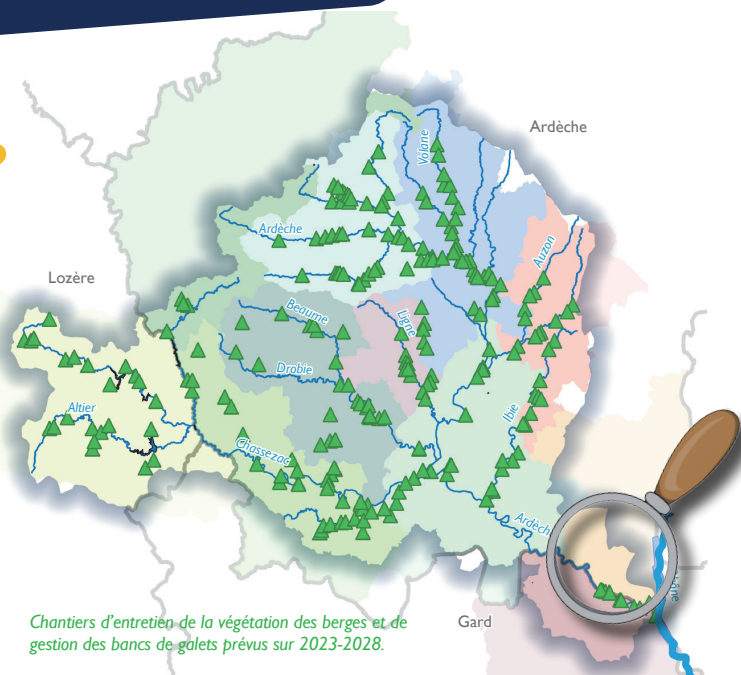 Ardèche
Volane
Ardèche
Auzon
Lozère
Beaume
Ligne
Drobie
Altier
Ibie
Chassezac
Ardèche
Gard
Chantiers d'entretien de la végétation des berges et de
gestion des bancs de galets prévus sur 2023-2028.